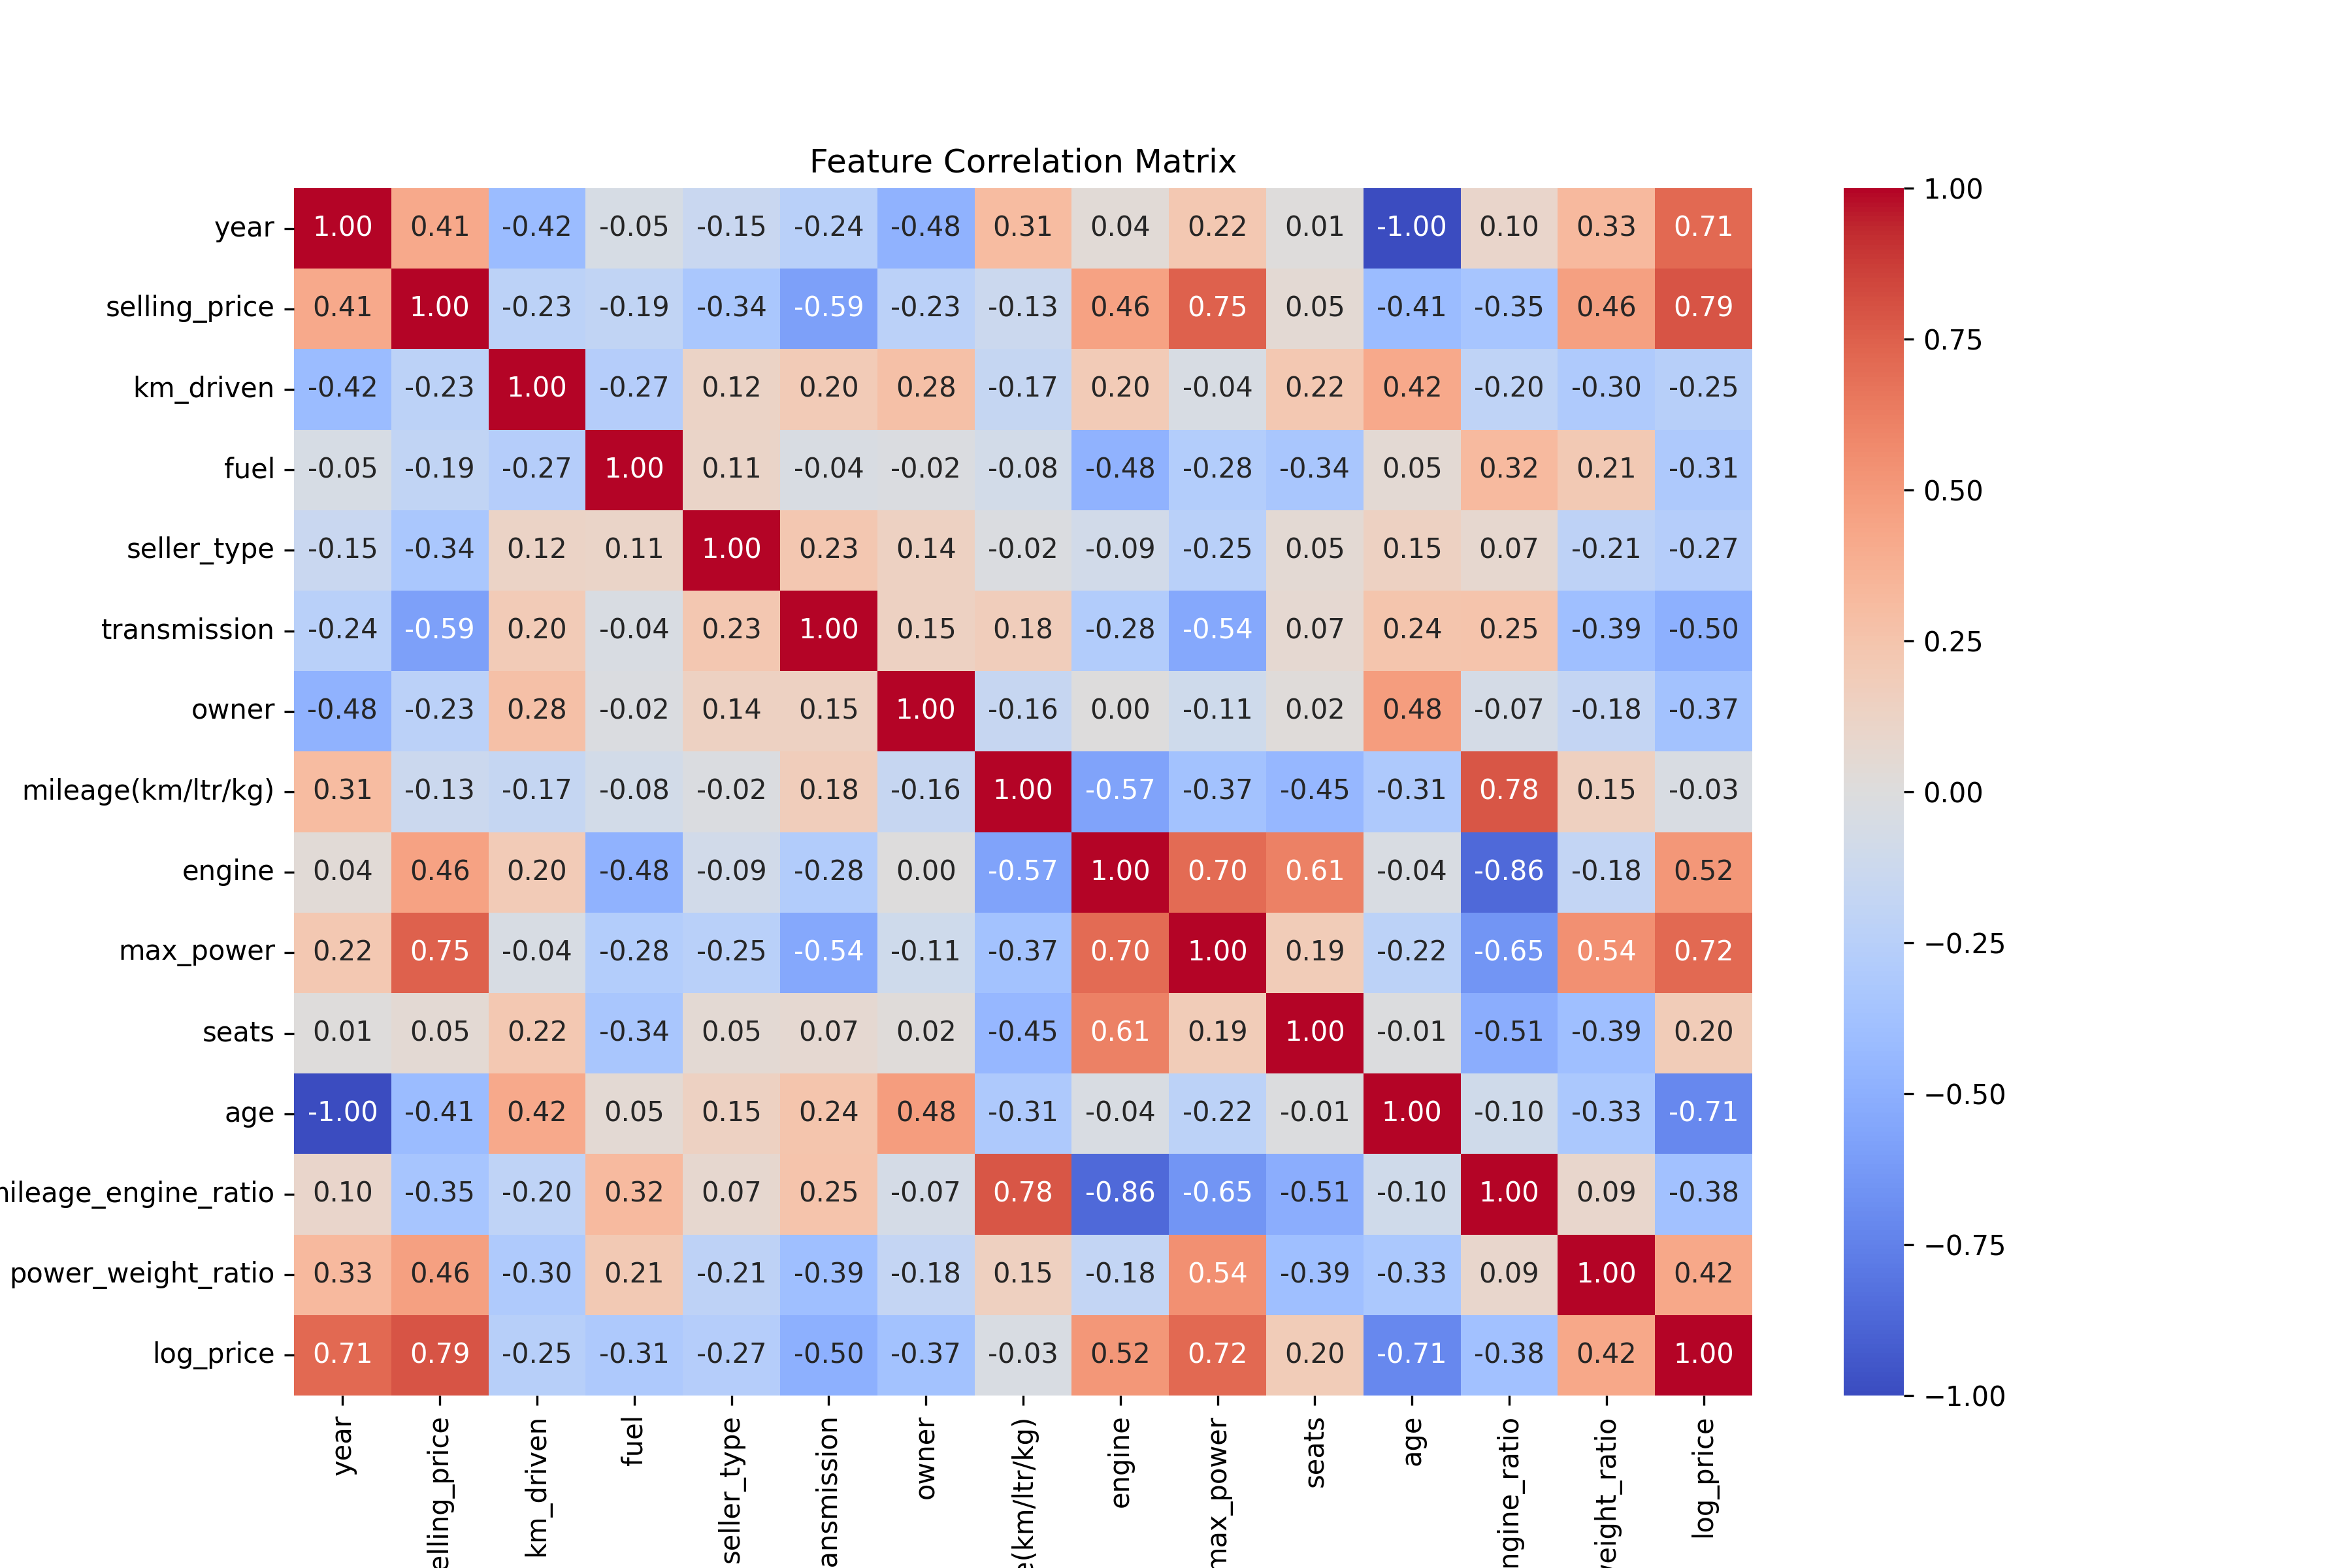 Feature Correlation Matrix
year 1.00 0.41 -0.42 -0.05 -0.15 -0.24 -0.48 0.31 0.04 0.22 0.01 -1.00 0.10 0.33 0.71
selling_price 0.41 1.00 -0.23 -0.19 -0.34 -0.59 -0.23 -0.13 0.46 0.75 0.05 -0.41 -0.35 0.46 0.79
km_driven -0.42 -0.23 1.00 -0.27 0.12 0.20 0.28 -0.17 0.20 -0.04 0.22 0.42 -0.20 -0.30 -0.25
fuel -0.05 -0.19 -0.27 1.00 0.11 -0.04 -0.02 -0.08 -0.48 -0.28 -0.34 0.05 0.32 0.21 -0.31
seller_type -0.15 -0.34 0.12 0.11 1.00 0.23 0.14 -0.02 -0.09 -0.25 0.05 0.15 0.07 -0.21 -0.27
transmission -0.24 -0.59 0.20 -0.04 0.23 1.00 0.15 0.18 -0.28 -0.54 0.07 0.24 0.25 -0.39 -0.50
owner -0.48 -0.23 0.28 -0.02 0.14 0.15 1.00 -0.16 0.00 -0.11 0.02 0.48 -0.07 -0.18 -0.37
mileage(km/ltr/kg) 0.31 -0.13 -0.17 -0.08 -0.02 0.18 -0.16 1.00 -0.57 -0.37 -0.45 -0.31 0.78 0.15 -0.03
engine 0.04 0.46 0.20 -0.48 -0.09 -0.28 0.00 -0.57 1.00 0.70 0.61 -0.04 -0.86 -0.18 0.52
max_power 0.22 0.75 -0.04 -0.28 -0.25 -0.54 -0.11 -0.37 0.70 1.00 0.19 -0.22 -0.65 0.54 0.72
seats 0.01 0.05 0.22 -0.34 0.05 0.07 0.02 -0.45 0.61 0.19 1.00 -0.01 -0.51 -0.39 0.20
age -1.00 -0.41 0.42 0.05 0.15 0.24 0.48 -0.31 -0.04 -0.22 -0.01 1.00 -0.10 -0.33 -0.71
ileage_engine_ratio 0.10 -0.35 -0.20 0.32 0.07 0.25 -0.07 0.78 -0.86 -0.65 -0.51 -0.10 1.00 0.09 -0.38
power_weight_ratio 0.33 0.46 -0.30 0.21 -0.21 -0.39 -0.18 0.15 -0.18 0.54 -0.39 -0.33 0.09 1.00 0.42
log_price 0.71 0.79 -0.25 -0.31 -0.27 -0.50 -0.37 -0.03 0.52 0.72 0.20 -0.71 -0.38 0.42 1.00
year
elling_price
km_driven
fuel
seller_type
ansmission
owner
e(km/ltr/kg)
engine
max_power
seats
age
ngine_ratio
eight_ratio
log_price
1.00
0.75
0.50
0.25
0.00
−0.25
−0.50
−0.75
−1.00